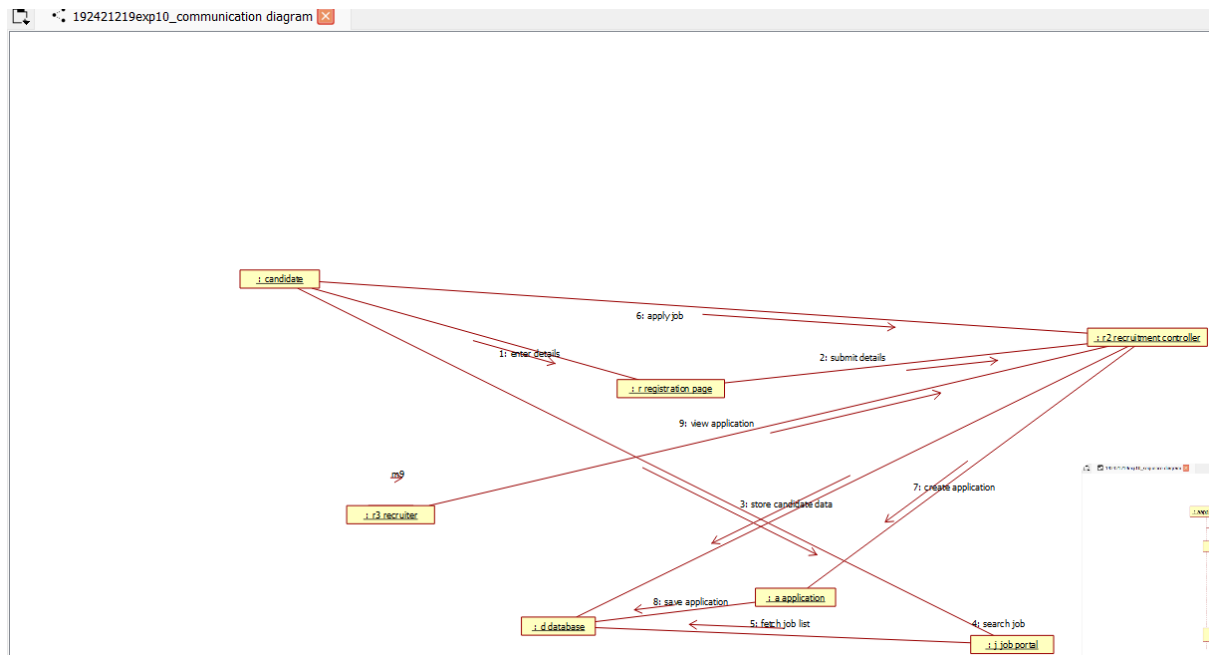 192421219exp10_communication diagram
: candidate
6: apply job
: r2 recruitment controller
1: enter details
2: submit details
: r registration page
9: view application
m9
7: create application
3: store candidate data
: r3 recruiter
: a application
8: save application
5: fetch job list
4: search job
: d database
: j job portal